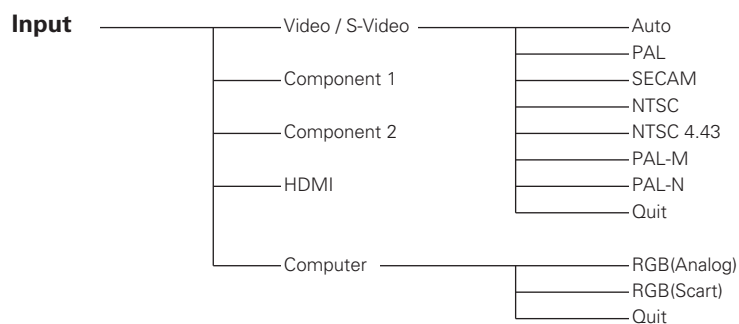 Input
Video / S-Video
Auto
PAL
Component 1
SECAM
NTSC
Component 2
NTSC 4.43
PAL-M
HDMI
PAL-N
Quit
Computer
RGB(Analog)
RGB(Scart)
Quit